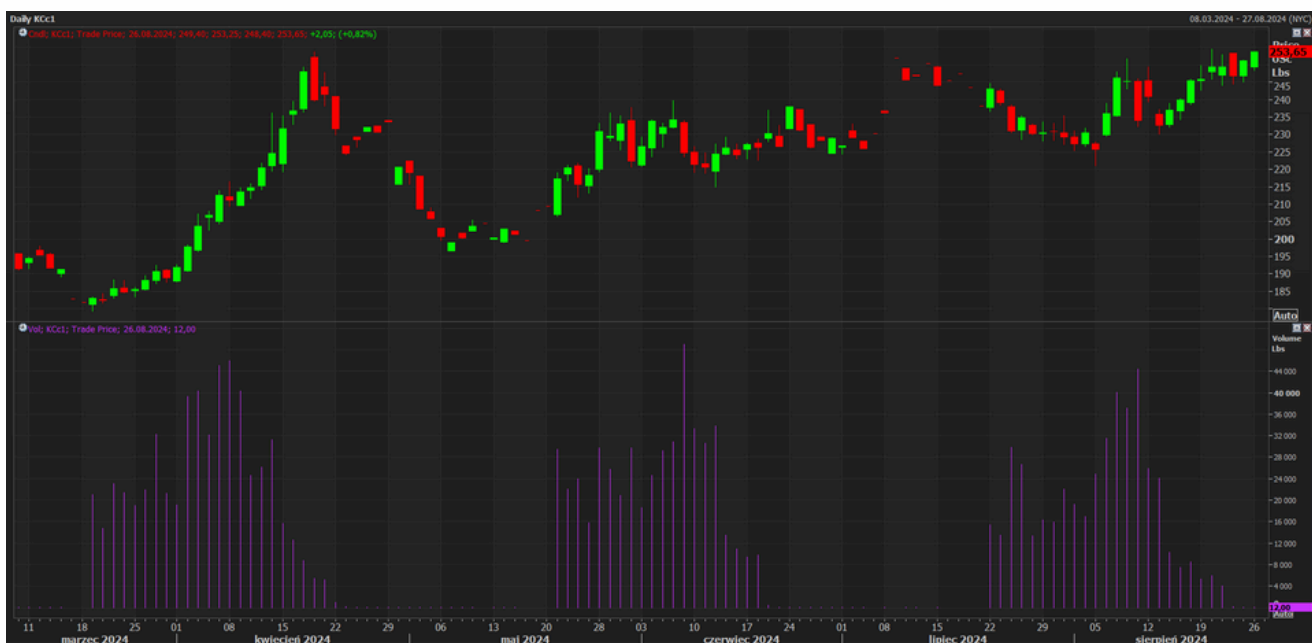 Daily KCc1
08.03.2024 - 27.08.2024 (NYC)
Cndl; KCc1; Trade Price; 26.08.2024; 249,40; 253,25; 248,40; 253,65; +2,05; (+0,82%)
Price
253,65
USC
Lbs
245
240
235
230
225
220
215
210
205
200
195
190
185
Auto
Vol; KCc1; Trade Price; 26.08.2024; 12,00
Volume
Lbs
44 000
40 000
36 000
32 000
28 000
24 000
20 000
16 000
12 000
8 000
4 000
12,00
Auto
11 18 25 01 08 15 22 29 06 13 20 28 03 10 17 24 01 08 15 22 29 05 12 19 26
marzec 2024 kwiecień 2024 maj 2024 czerwiec 2024 lipiec 2024 sierpień 2024